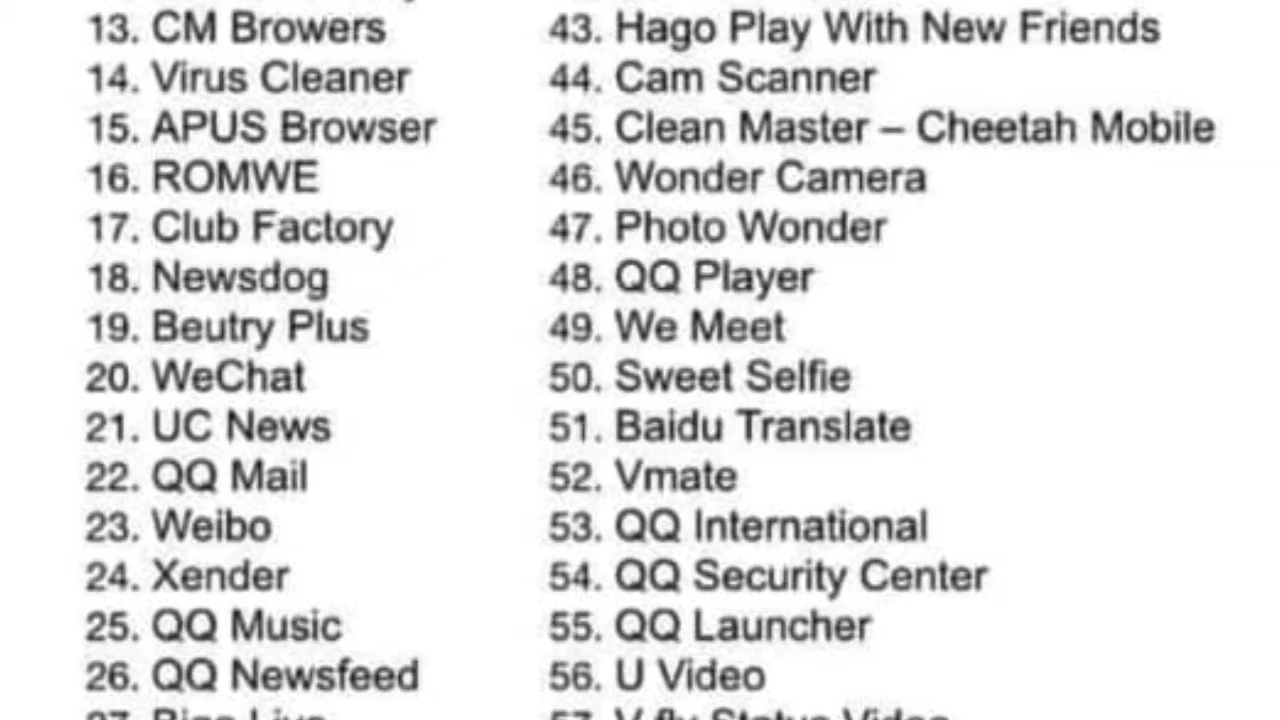 13. CM Browers
14. Virus Cleaner
15. APUS Browser
16. ROMWE
17. Club Factory
18. Newsdog
19. Beutry Plus
20. WeChat
21. UC News
22. QQ Mail
23. Weibo
24. Xender
25. QQ Music
26. QQ Newsfeed
43. Hago Play With New Friends
44. Cam Scanner
45. Clean Master – Cheetah Mobile
46. Wonder Camera
47. Photo Wonder
48. QQ Player
49. We Meet
50. Sweet Selfie
51. Baidu Translate
52. Vmate
53. QQ International
54. QQ Security Center
55. QQ Launcher
56. U Video